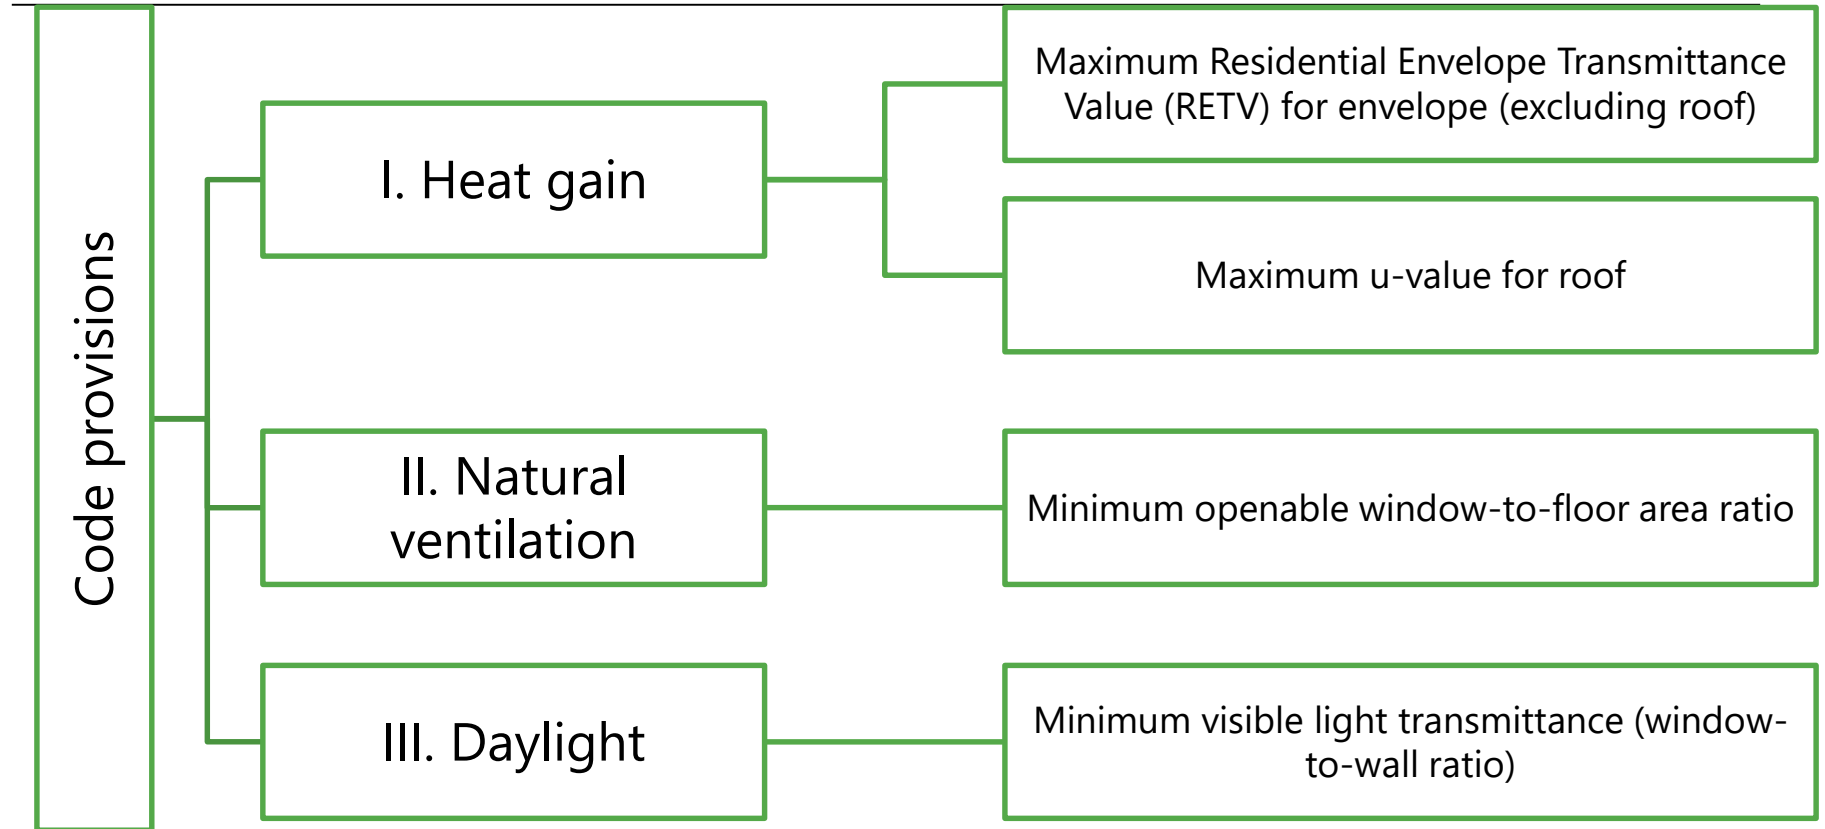 Code provisions
I. Heat gain
Maximum Residential Envelope Transmittance
Value (RETV) for envelope (excluding roof)
Maximum u-value for roof
II. Natural
ventilation
Minimum openable window-to-floor area ratio
III. Daylight
Minimum visible light transmittance (window-
to-wall ratio)